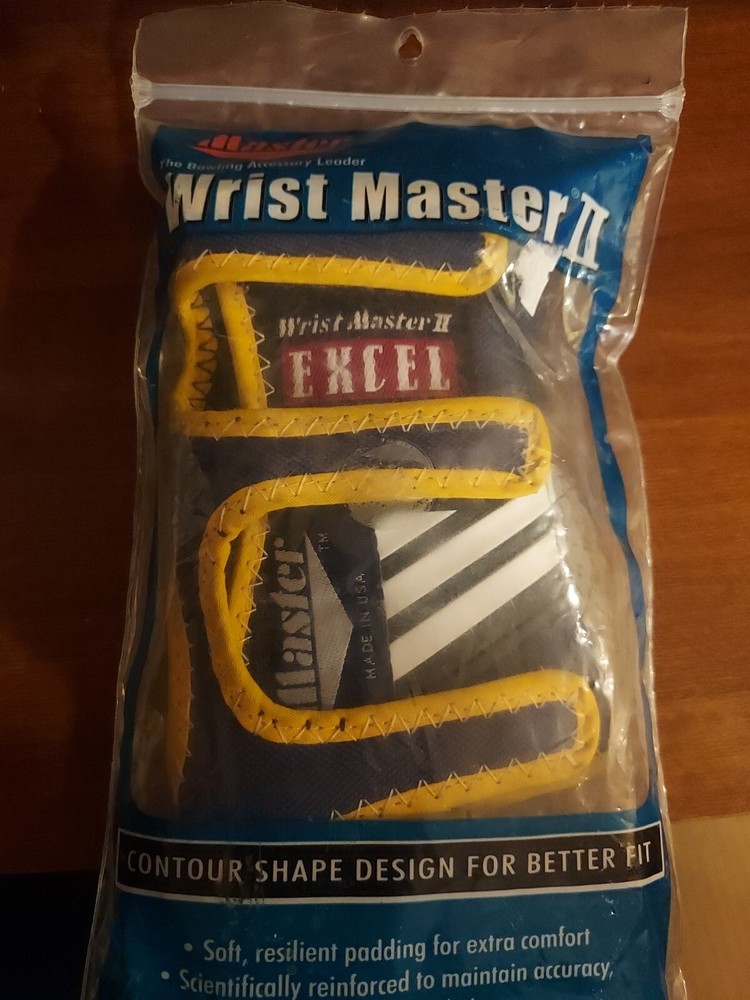 Master
The Bowling Accessory Leader
Wrist Master® II
Wrist Master II
EXCEL
Master™
MADE IN USA
CONTOUR SHAPE DESIGN FOR BETTER FIT
• Soft, resilient padding for extra comfort
• Scientifically reinforced to maintain accuracy,